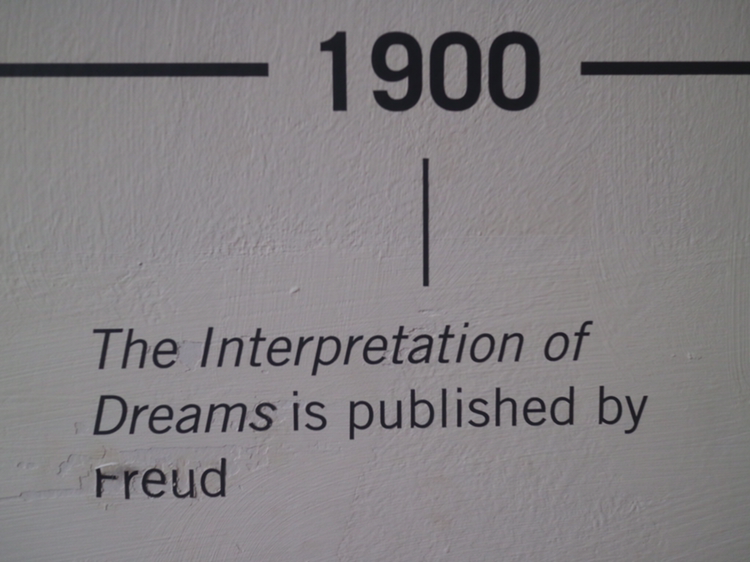 1900
The Interpretation of
Dreams is published by
Freud